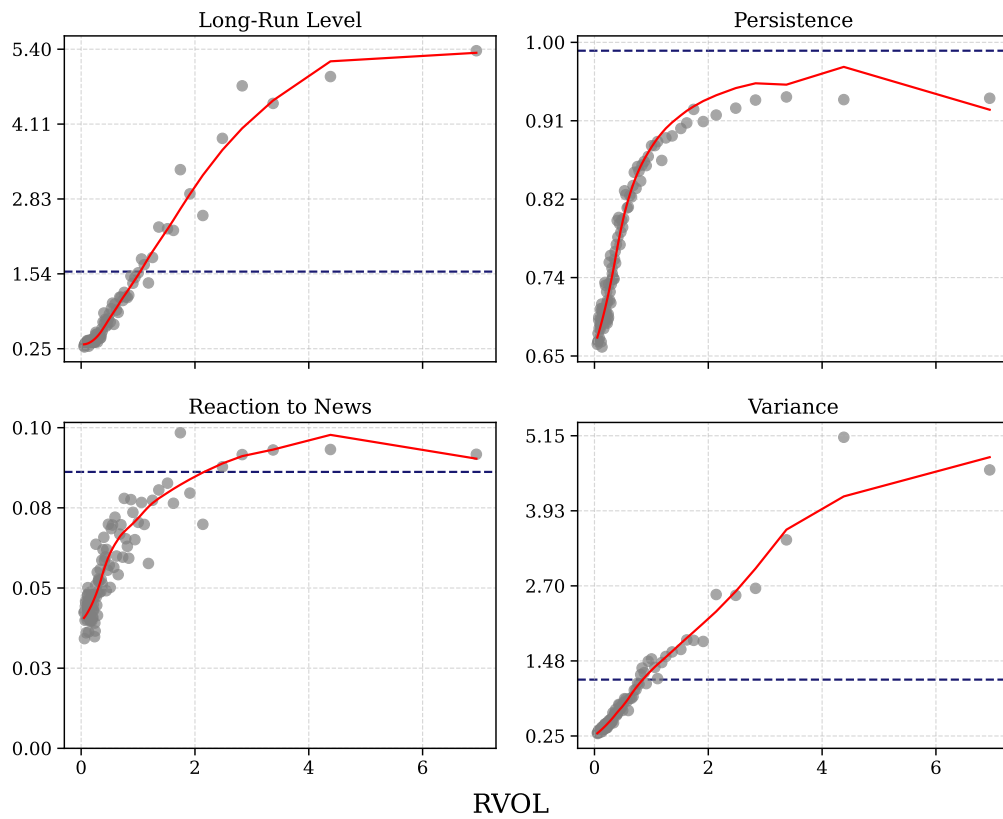 Long-Run Level
5.40
4.11
2.83
1.54
0.25
Persistence
1.00
0.91
0.82
0.74
0.65
Reaction to News
0.10
0.08
0.05
0.03
0.00
0 2 4 6
Variance
5.15
3.93
2.70
1.48
0.25
0 2 4 6
RVOL